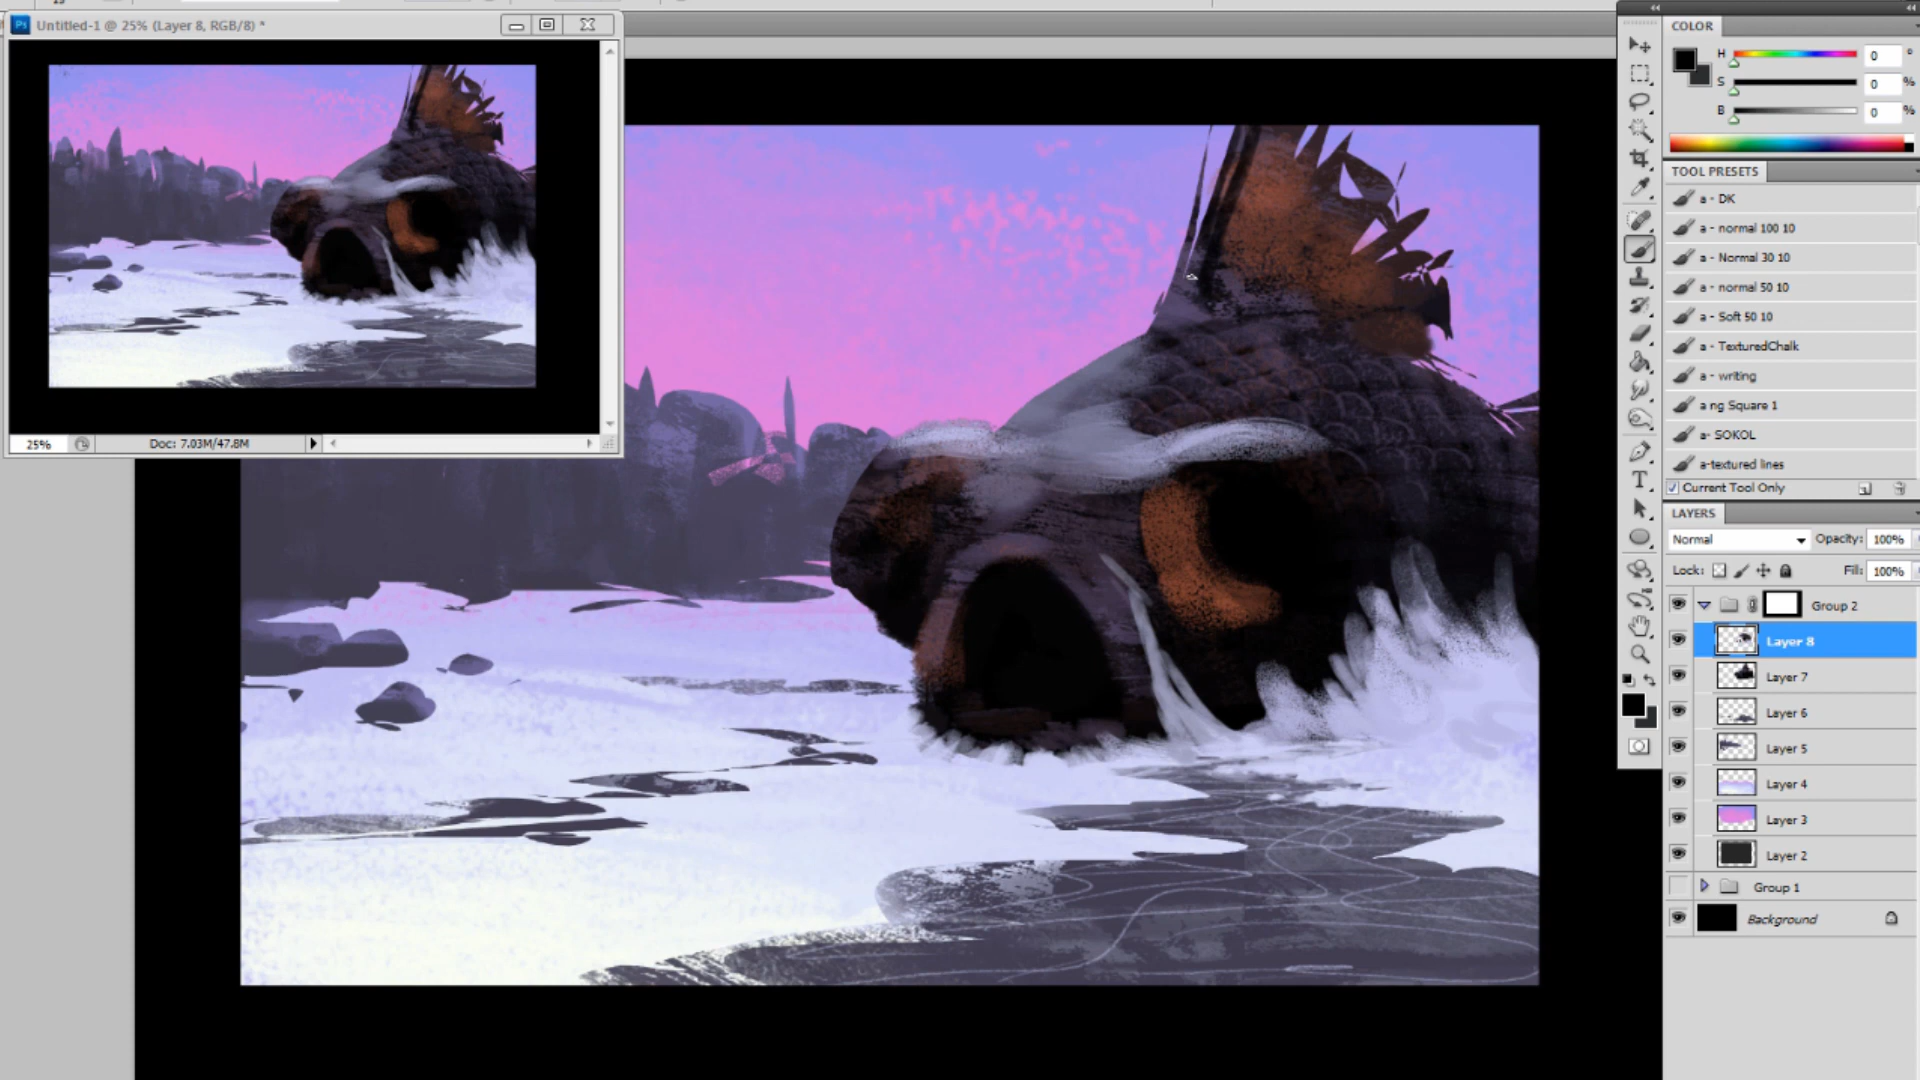 Ps Untitled-1 @ 25% (Layer 8, RGB/8) *
25% Doc: 7.03M/47.8M
COLOR
H 0 °
S 0 %
B 0 %
TOOL PRESETS
a - DK
a - normal 100 10
a - Normal 30 10
a - normal 50 10
a - Soft 50 10
a - TexturedChalk
a - writing
a ng Square 1
a- SOKOL
a-textured lines
Current Tool Only
LAYERS
Normal Opacity: 100%
Lock: Fill: 100%
Group 2
Layer 8
Layer 7
Layer 6
Layer 5
Layer 4
Layer 3
Layer 2
Group 1
Background